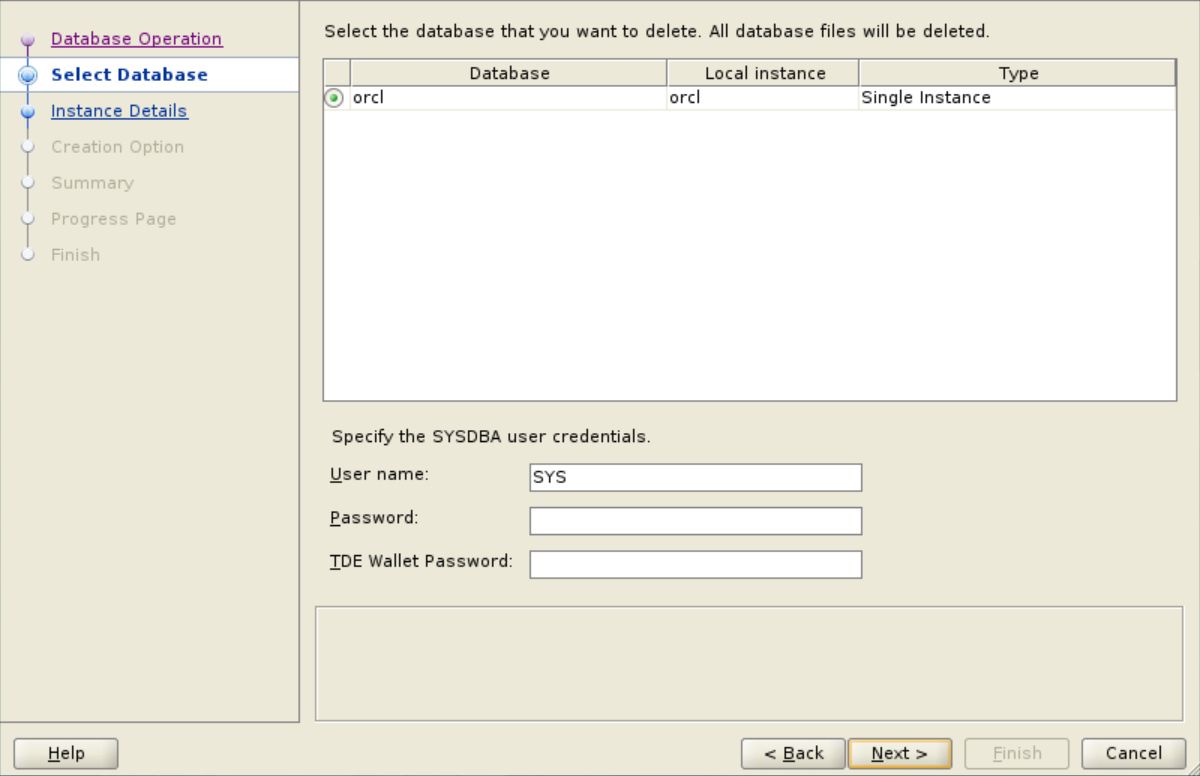 Database Operation
Select Database
Instance Details
Creation Option
Summary
Progress Page
Finish
Select the database that you want to delete. All database files will be deleted.
Database Local instance Type
orcl orcl Single Instance
Specify the SYSDBA user credentials.
User name: SYS
Password:
TDE Wallet Password:
Help < Back Next > Finish Cancel